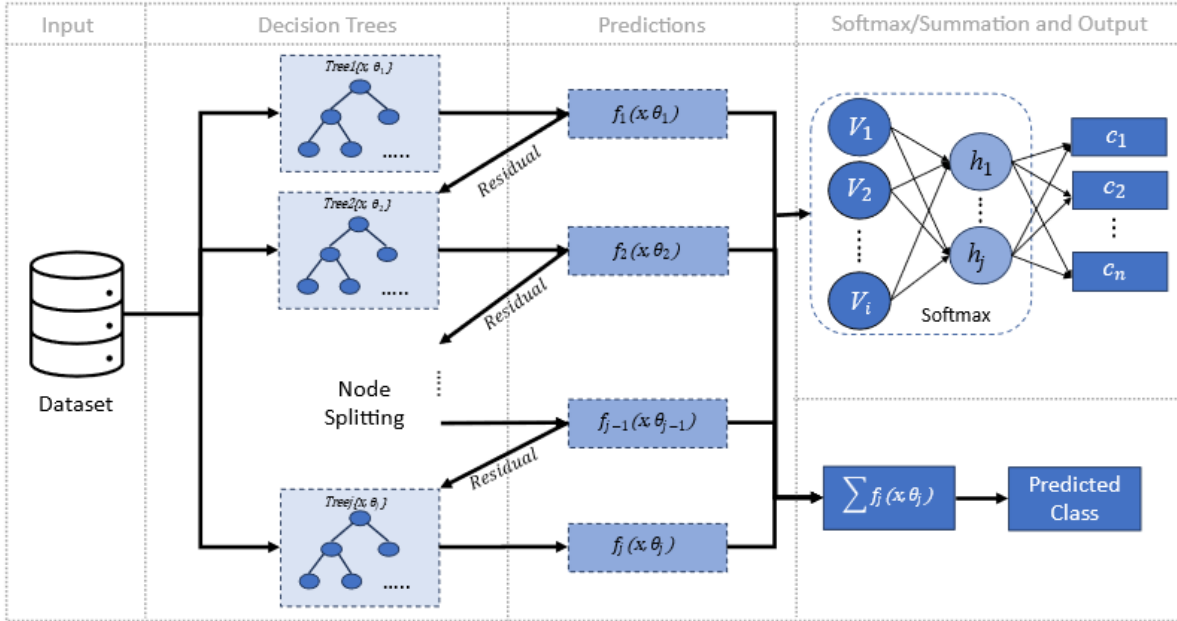 Input
Decision Trees
Predictions
Softmax/Summation and Output
Tree1{x, θ₁}
.....
f₁(x,θ₁)
Residual
Tree2{x, θ₂}
.....
f₂(x,θ₂)
Residual
Dataset
Node
Splitting
fⱼ₋₁(x,θⱼ₋₁)
Residual
Treej{x, θⱼ}
.....
fⱼ(x,θⱼ)
V₁
V₂
Vᵢ
h₁
hⱼ
Softmax
c₁
c₂
cₙ
∑ fⱼ(x,θⱼ)
Predicted
Class